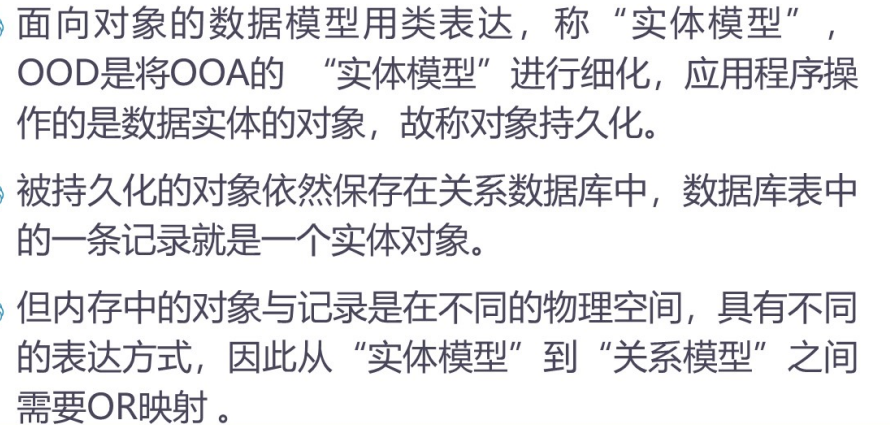 面向对象的数据模型用类表达，称“实体模型”，
OOD是将OOA的 “实体模型”进行细化，应用程序操
作的是数据实体的对象，故称对象持久化。
被持久化的对象依然保存在关系数据库中，数据库表中
的一条记录就是一个实体对象。
但内存中的对象与记录是在不同的物理空间，具有不同
的表达方式，因此从“实体模型”到“关系模型”之间
需要OR映射 。